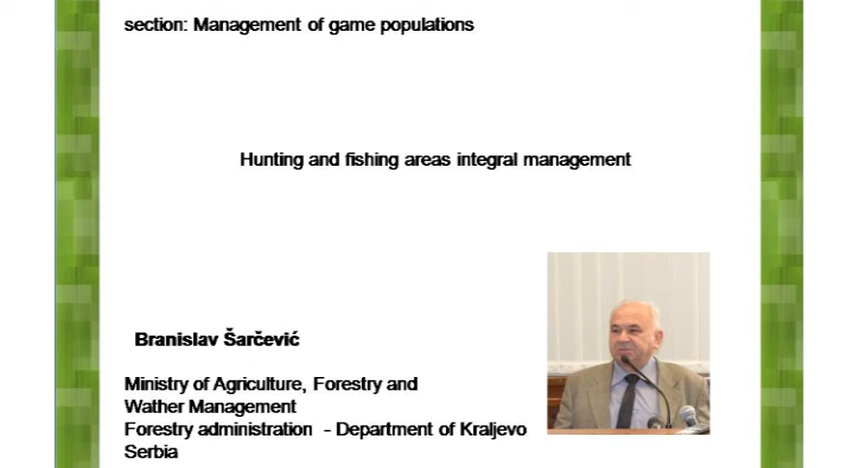 section: Management of game populations
Hunting and fishing areas integral management
Branislav Šarčević
Ministry of Agriculture, Forestry and
Wather Management
Forestry administration - Department of Kraljevo
Serbia